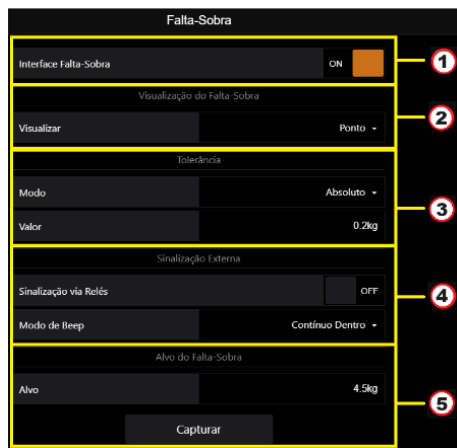 Falta-Sobra
Interface Falta-Sobra ON 1
Visualização do Falta-Sobra 2
Visualizar Ponto
Tolerância
Modo Absoluto
3
Valor 0.2kg
Sinalização Externa
Sinalização via Relés OFF 4
Modo de Beep Contínuo Dentro
Alvo do Falta-Sobra
Alvo 4.5kg
5
Capturar